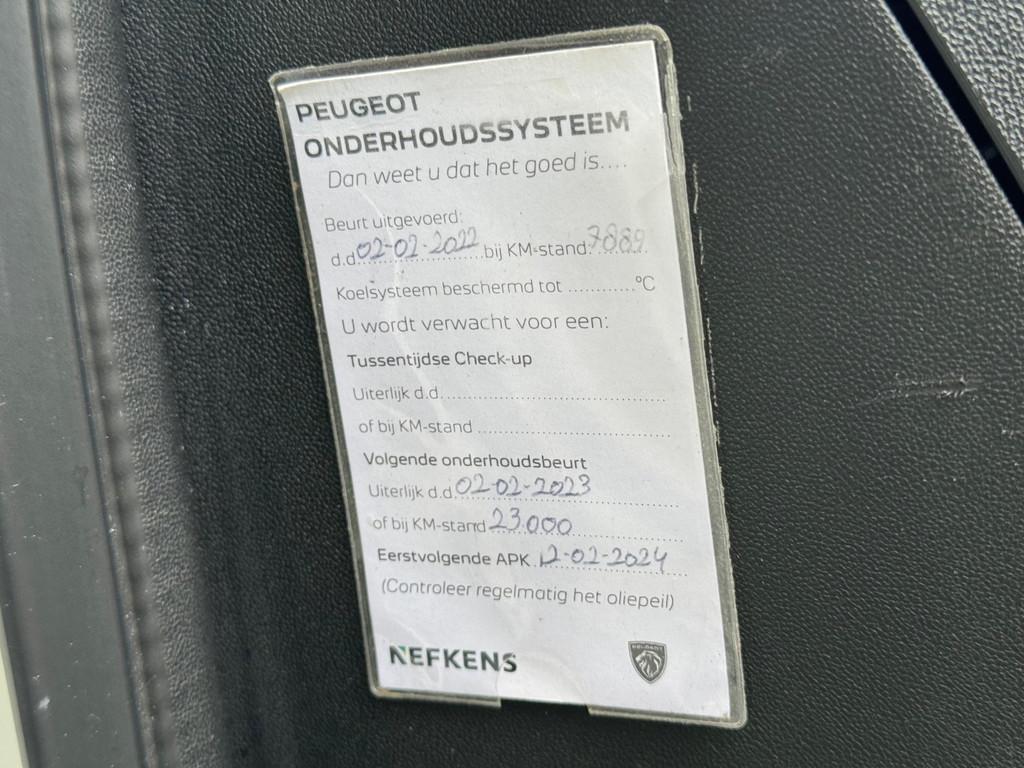 PEUGEOT
ONDERHOUDSSYSTEEM
Dan weet u dat het goed is....
Beurt uitgevoerd:
d.d. 02-02-2022 bij KM-stand: 7889
Koelsysteem beschermd tot ............°C
U wordt verwacht voor een:
Tussentijdse Check-up
Uiterlijk d.d.
of bij KM-stand
Volgende onderhoudsbeurt
Uiterlijk d.d. 02-02-2023
of bij KM-stand 23.000
Eerstvolgende APK 12-02-2024
(Controleer regelmatig het oliepeil)
NEFKENS
PEUGEOT